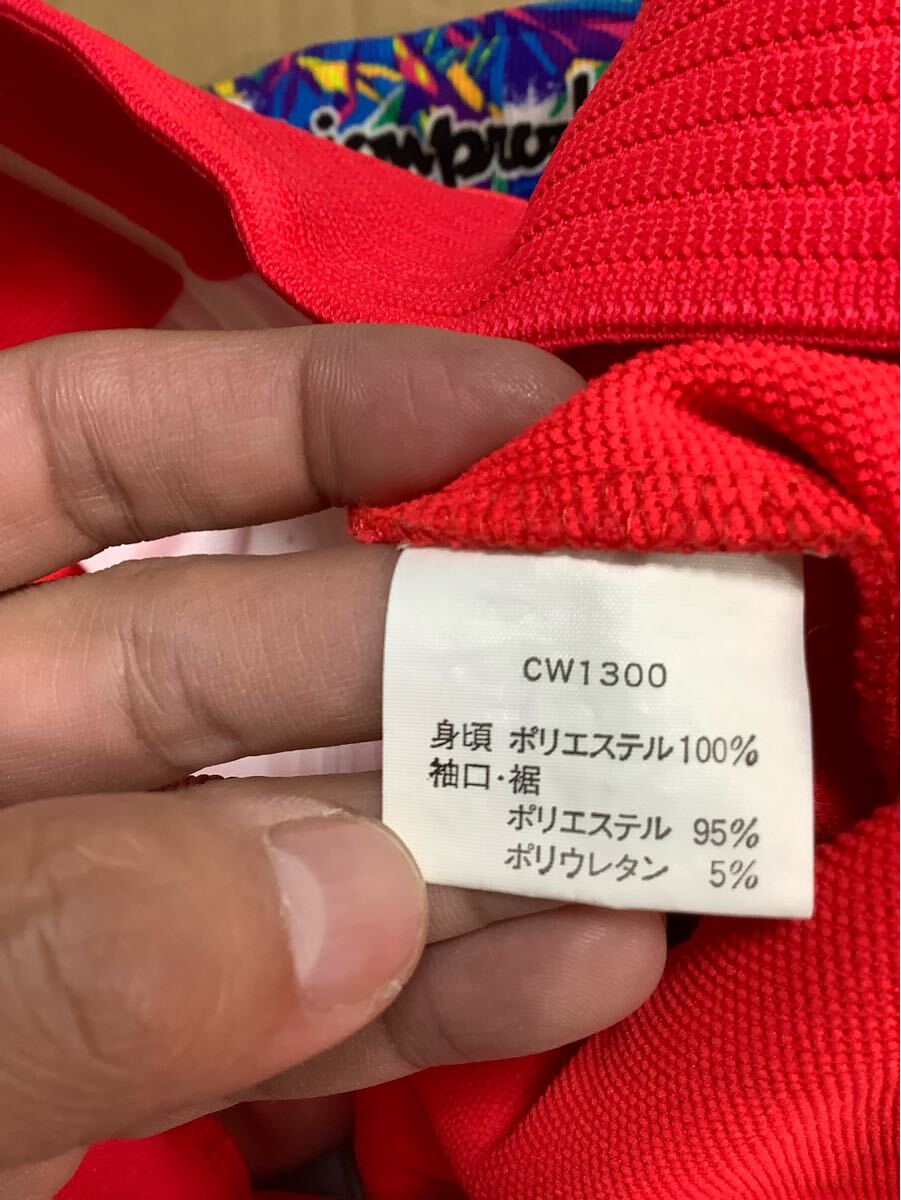 CW1300
身頃 ポリエステル100%
袖口・裾
ポリエステル 95%
ポリウレタン 5%